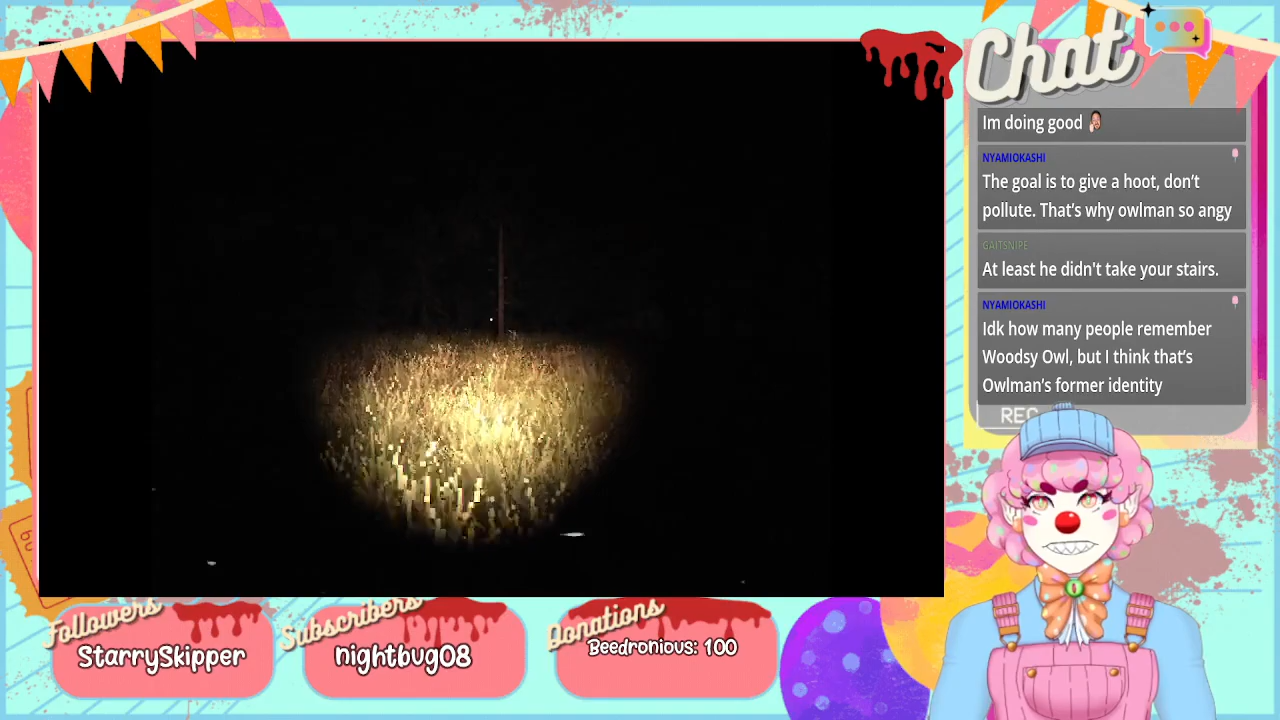 Chat
Im doing good
NYAMIOKASHI
The goal is to give a hoot, don't
pollute. That's why owlman so angy
GAITSNIPE
At least he didn't take your stairs.
NYAMIOKASHI
Idk how many people remember
Woodsy Owl, but I think that's
Owlman's former identity
REC
Followers
StarrySkipper
Subscribers
nightbug08
Donations
Beedronious: 100